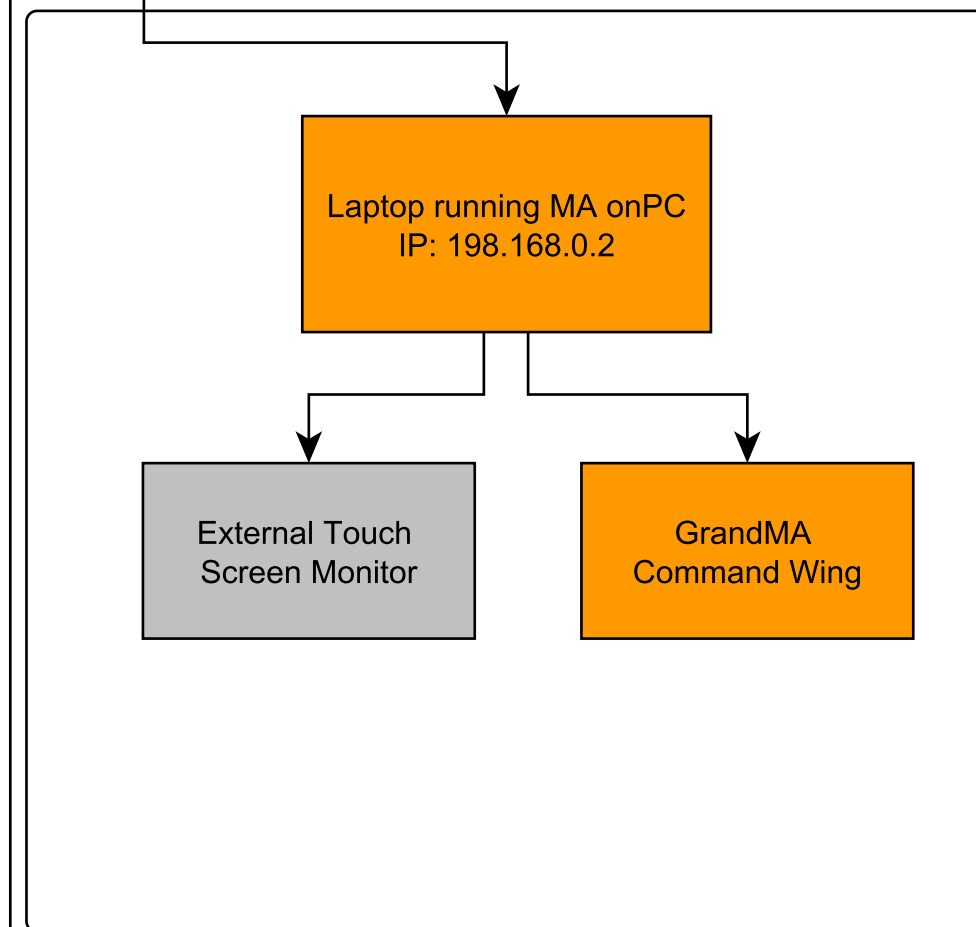 Laptop running MA onPC
IP: 198.168.0.2
External Touch
Screen Monitor
GrandMA
Command Wing